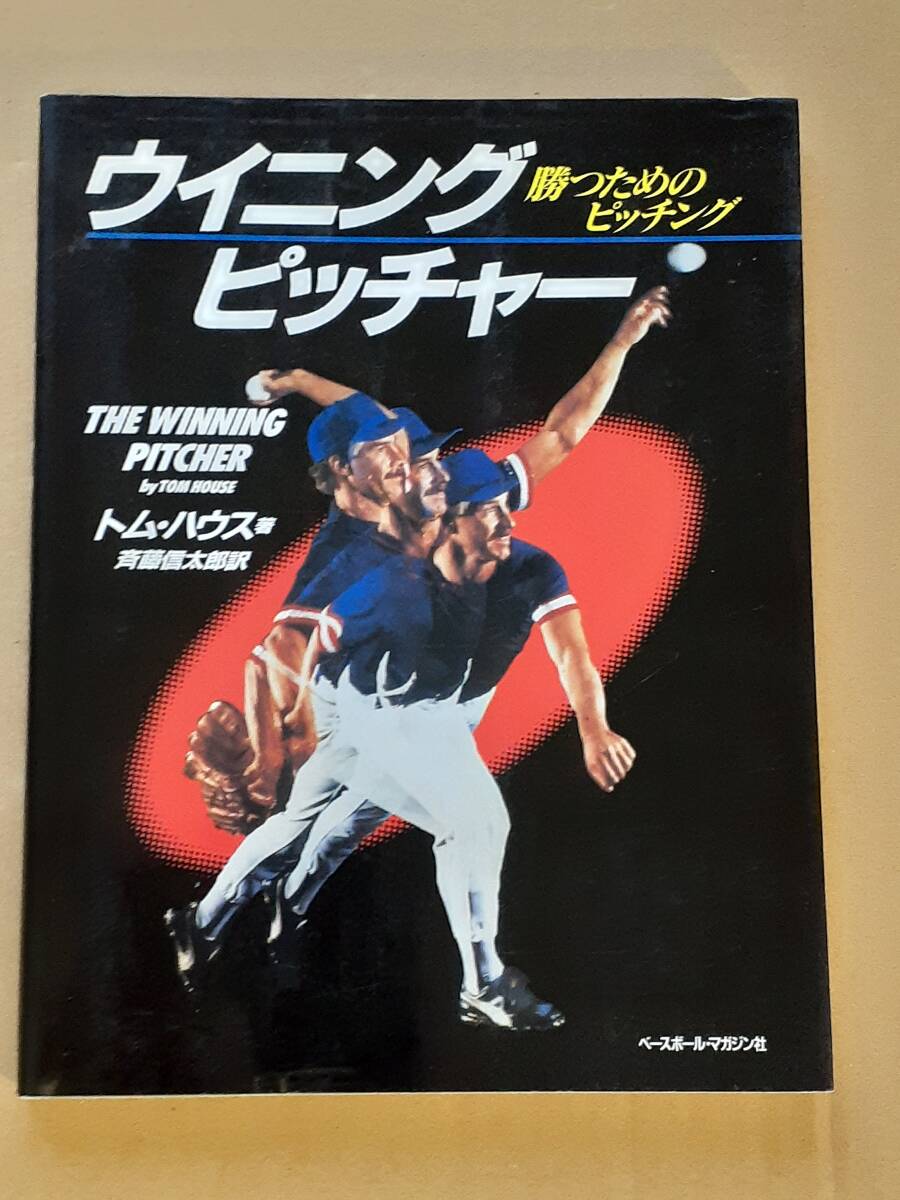 ウイニング
勝つための
ピッチング
ピッチャー
THE WINNING
PITCHER
by TOM HOUSE
トム・ハウス著
斉藤信太郎訳
ベースボール・マガジン社